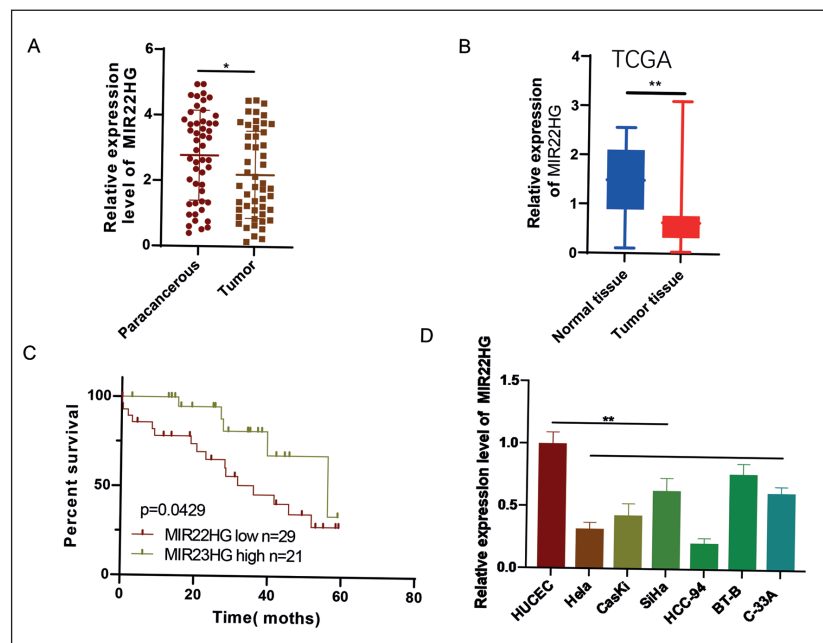 A
Relative expression
level of MIR22HG
6
4
2
0
*
Paracancerous
Tumor
B
TCGA
Relative expression
of MIR22HG
4
3
2
1
0
**
Normal tissue
Tumor tissue
C
Percent survival
100
50
0
p=0.0429
MIR22HG low n=29
MIR23HG high n=21
0 20 40 60 80
Time( moths)
D
Relative expression level of MIR22HG
1.5
1.0
0.5
0.0
**
HUCEC
Hela
CasKi
SiHa
HCC-94
BT-B
C-33A